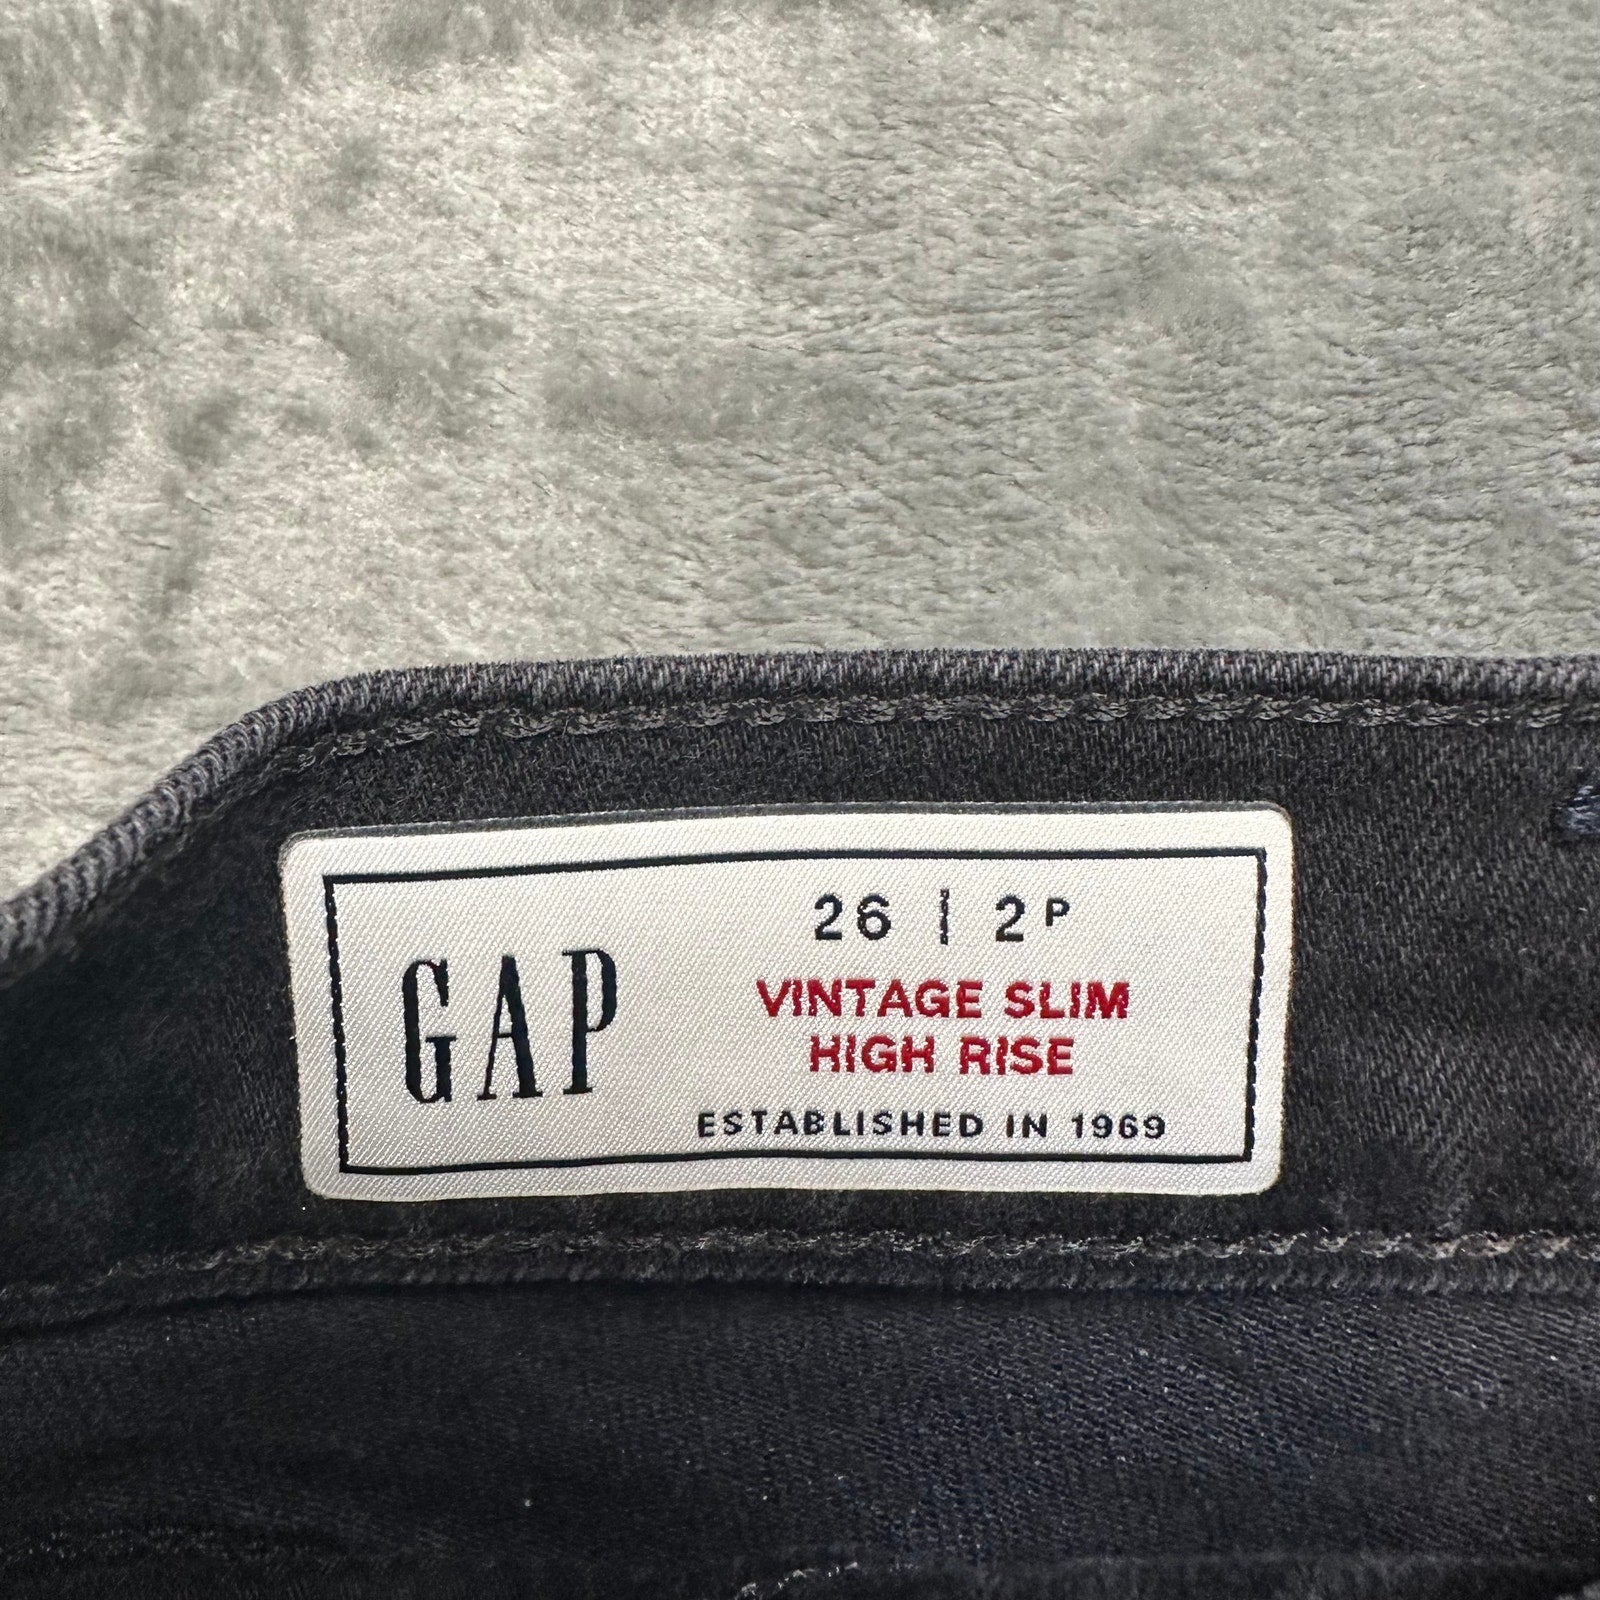 GAP
26 | 2P
VINTAGE SLIM
HIGH RISE
ESTABLISHED IN 1969